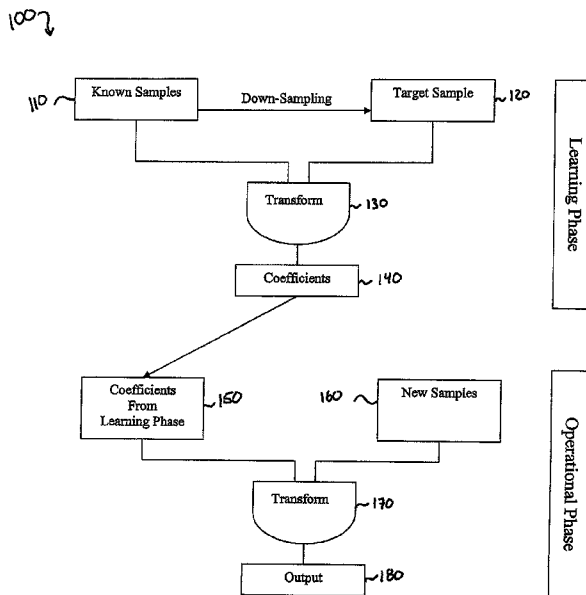 100
Known Samples
110
Down-Sampling
Target Sample
120
Learning Phase
Transform
130
Coefficients
140
Coefficients
From
Learning Phase
150
160
New Samples
Operational Phase
Transform
170
Output
180